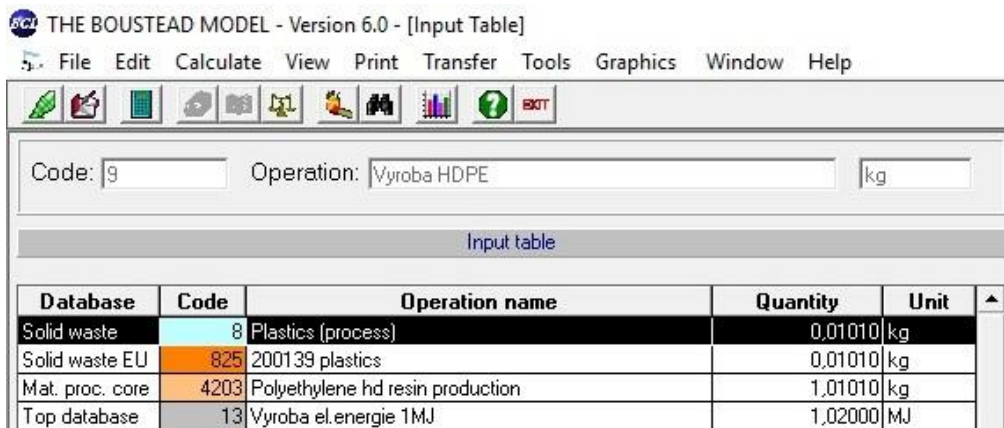 BCL THE BOUSTEAD MODEL - Version 6.0 - [Input Table]
File Edit Calculate View Print Transfer Tools Graphics Window Help
EXIT
Code: 9 Operation: Vyroba HDPE kg
Input table
Database Code Operation name Quantity Unit
Solid waste 8 Plastics (process) 0,01010 kg
Solid waste EU 825 200139 plastics 0,01010 kg
Mat. proc. core 4203 Polyethylene hd resin production 1,01010 kg
Top database 13 Vyroba el.energie 1MJ 1,02000 MJ